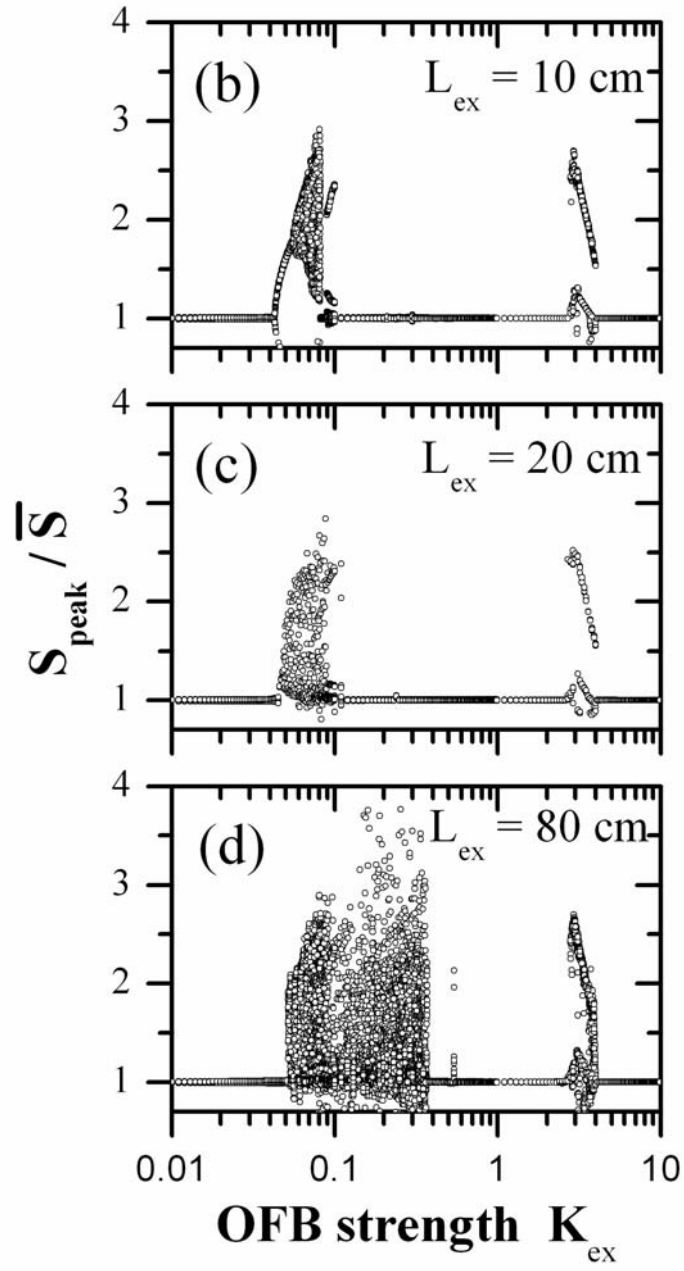 4
(b)
L_ex = 10 cm
3
2
1
4
(c)
L_ex = 20 cm
3
2
1
S_peak / S̅
4
(d)
L_ex = 80 cm
3
2
1
0.01 0.1 1 10
OFB strength K_ex